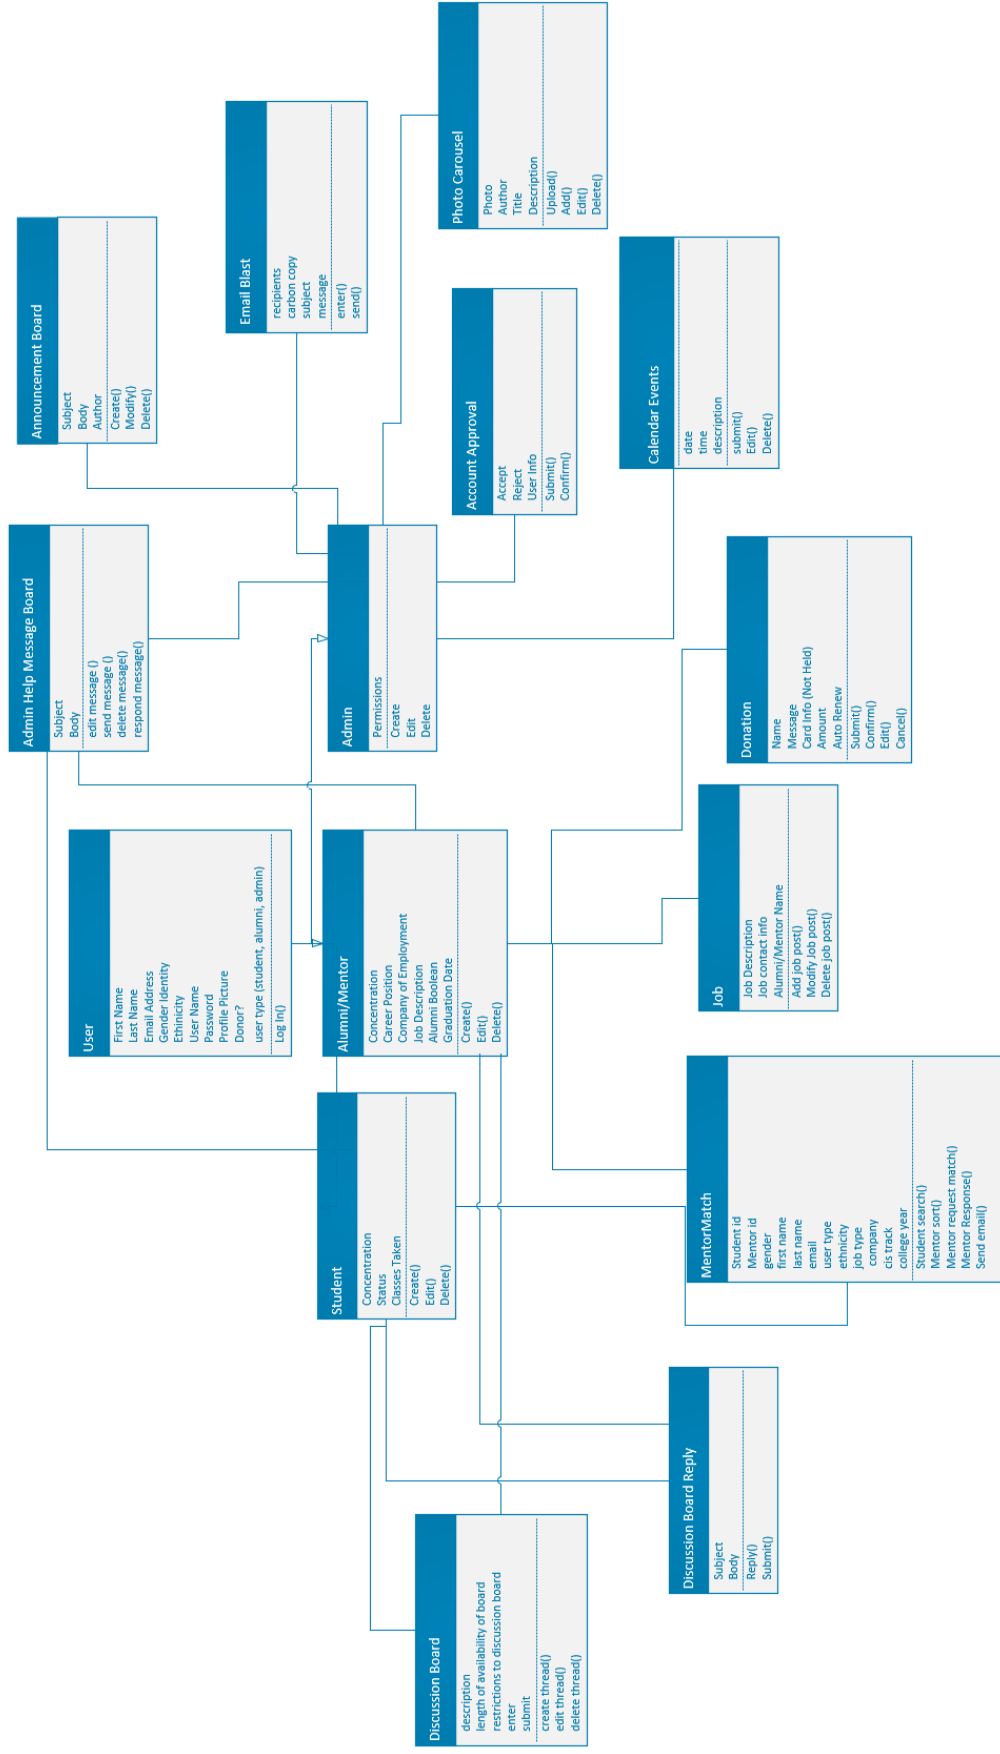 Discussion Board
description
length of availability of board
restrictions to discussion board
enter
submit
create thread()
edit thread()
delete thread()
Discussion Board Reply
Subject
Body
Reply()
Submit()
Student
Concentration
Status
Classes Taken
Create()
Edit()
Delete()
MentorMatch
Student id
Mentor id
gender
first name
last name
email
user type
ethnicity
job type
company
cis track
college year
Student search()
Mentor sort()
Mentor request match()
Mentor Response()
Send email()
User
First Name
Last Name
Email Address
Gender Identity
Ethinicity
User Name
Password
Profile Picture
Donor?
user type (student, alumni, admin)
Log In()
Alumni/Mentor
Concentration
Career Position
Company of Employment
Job Description
Alumni Boolean
Graduation Date
Create()
Edit()
Delete()
Job
Job Description
Job contact info
Alumni/Mentor Name
Add job post()
Modify Job post()
Delete job post()
Admin Help Message Board
Subject
Body
edit message ()
send message ()
delete message()
respond message()
Admin
Permissions
Create
Edit
Delete
Donation
Name
Message
Card Info (Not Held)
Amount
Auto Renew
Submit()
Confirm()
Edit()
Cancel()
Announcement Board
Subject
Body
Author
Create()
Modify()
Delete()
Email Blast
recipients
carbon copy
subject
message
enter()
send()
Account Approval
Accept
Reject
User Info
Submit()
Confirm()
Calendar Events
date
time
description
submit()
Edit()
Delete()
Photo Carousel
Photo
Author
Title
Description
Upload()
Add()
Edit()
Delete()